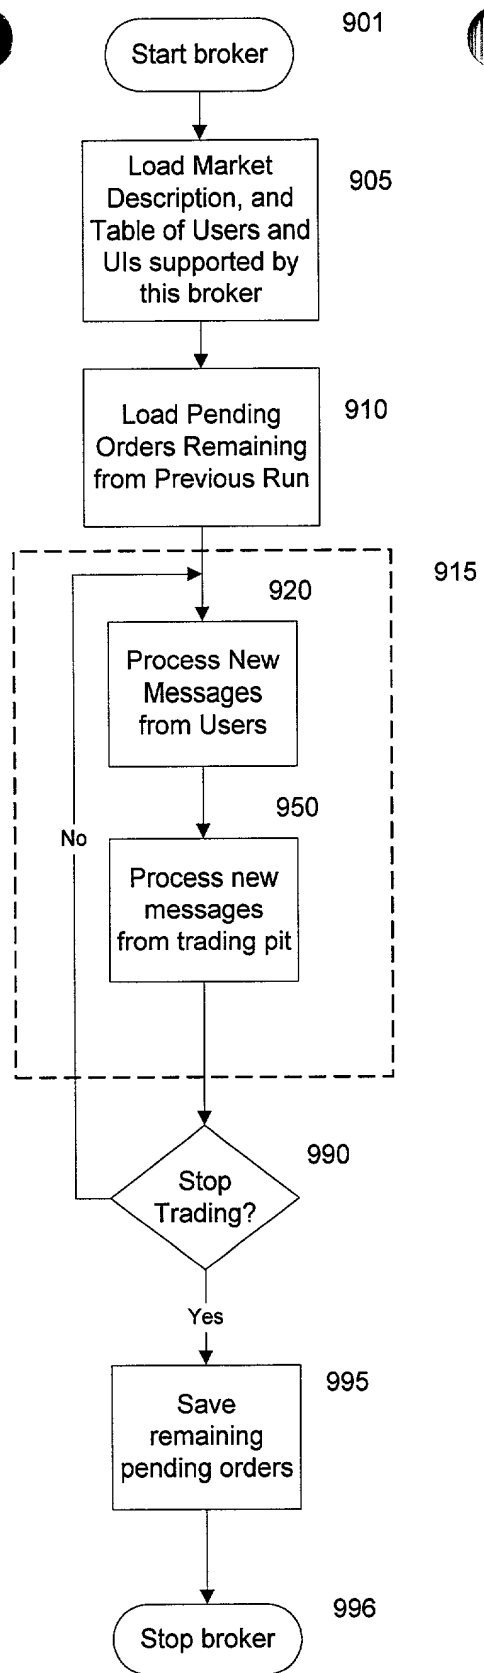 901
Start broker
905
Load Market
Description, and
Table of Users and
UIs supported by
this broker
910
Load Pending
Orders Remaining
from Previous Run
915
920
Process New
Messages
from Users
950
No
Process new
messages
from trading pit
990
Stop
Trading?
Yes
995
Save
remaining
pending orders
996
Stop broker